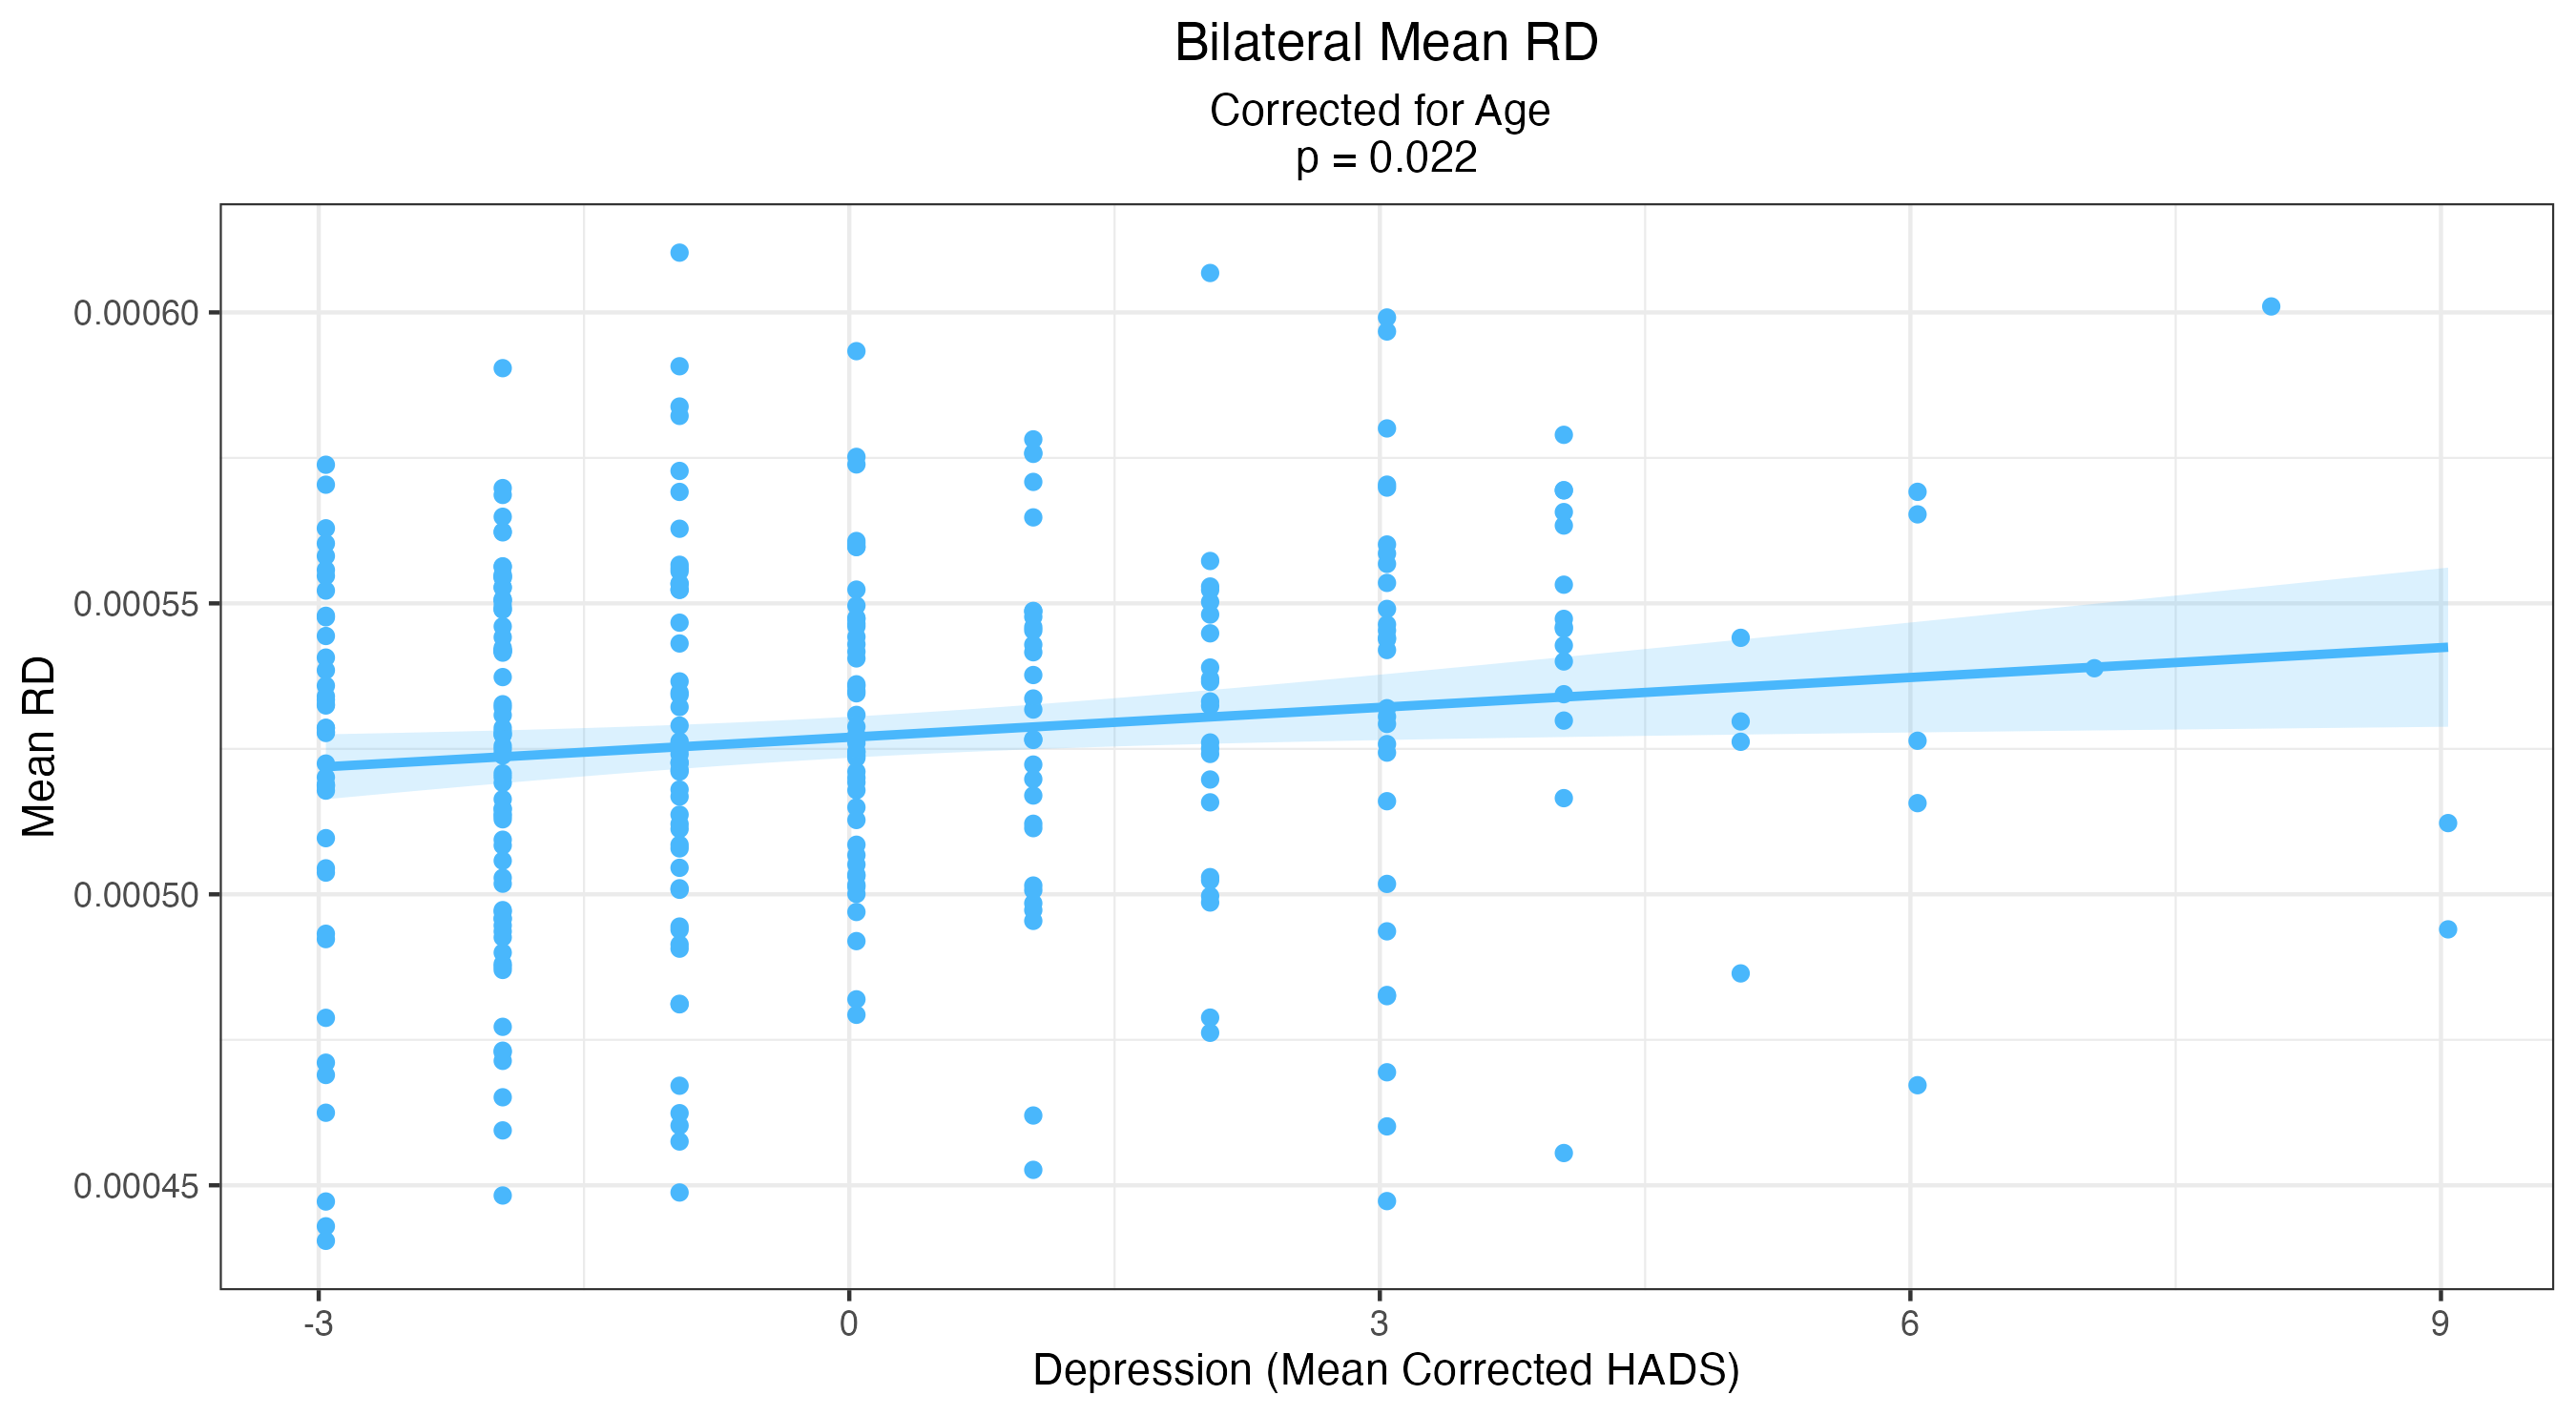 Bilateral Mean RD
Corrected for Age
p = 0.022
Mean RD
0.00060
0.00055
0.00050
0.00045
-3 0 3 6 9
Depression (Mean Corrected HADS)